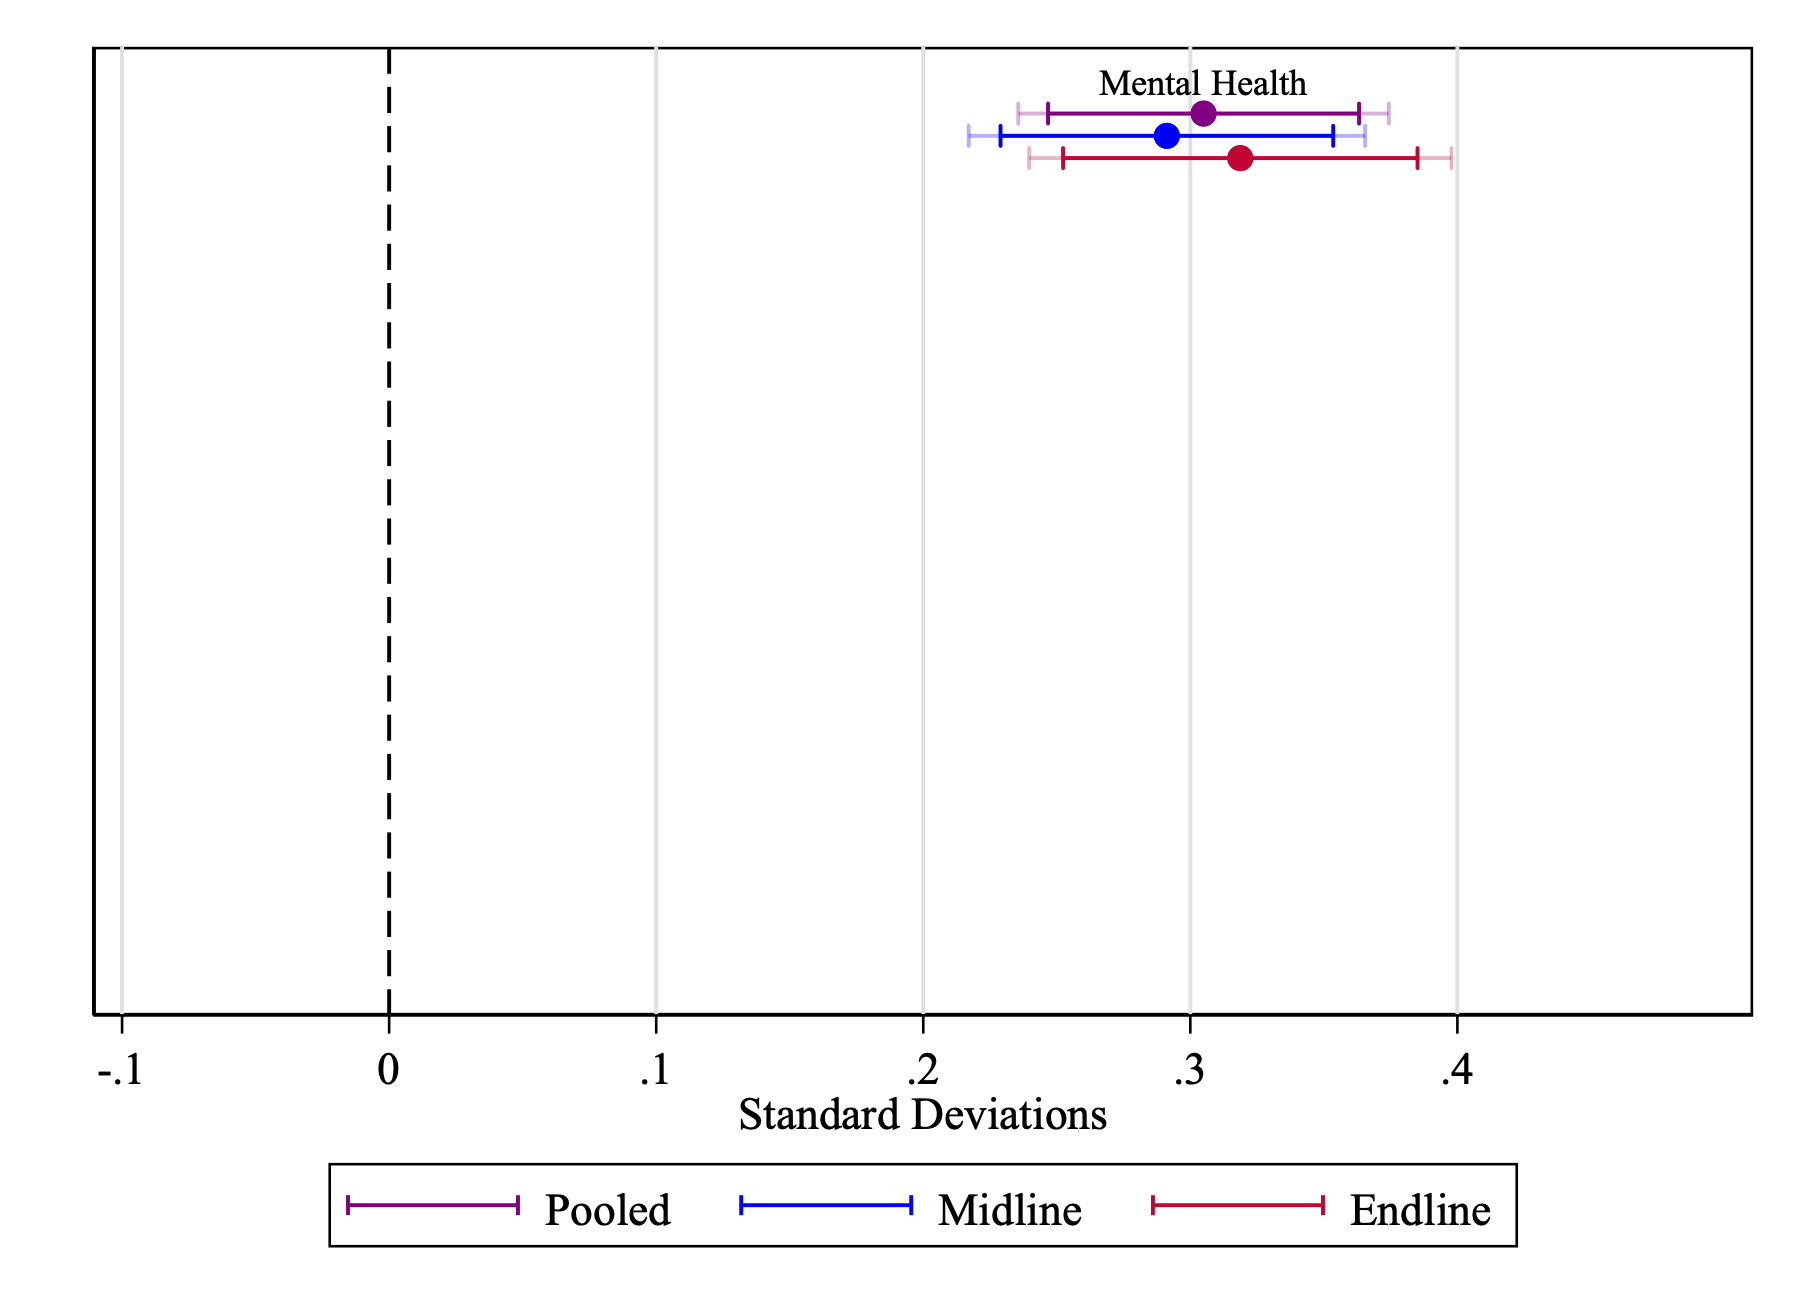 Mental Health
-.1 0 .1 .2 .3 .4
Standard Deviations
Pooled Midline Endline